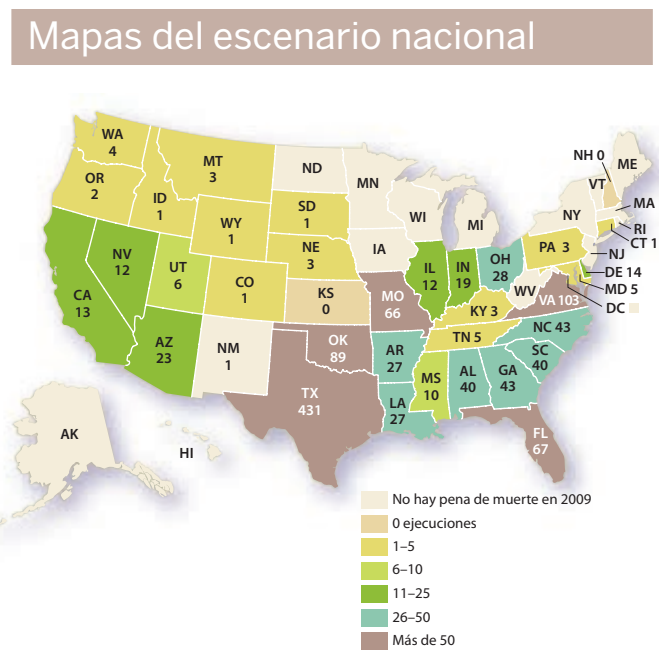 Mapas del escenario nacional
WA
4
OR
2
MT
3
ID
1
WY
1
ND
SD
1
NE
3
MN
WI
MI
IA
NH 0
VT
ME
MA
RI
CT 1
NY
NJ
PA 3
DE 14
MD 5
DC
CA
13
NV
12
UT
6
CO
1
KS
0
MO
66
IL
12
IN
19
OH
28
WV
VA 103
KY 3
AZ
23
NM
1
OK
89
AR
27
TN 5
NC 43
SC
40
TX
431
LA
27
MS
10
AL
40
GA
43
FL
67
AK
HI
No hay pena de muerte en 2009
0 ejecuciones
1–5
6–10
11–25
26–50
Más de 50